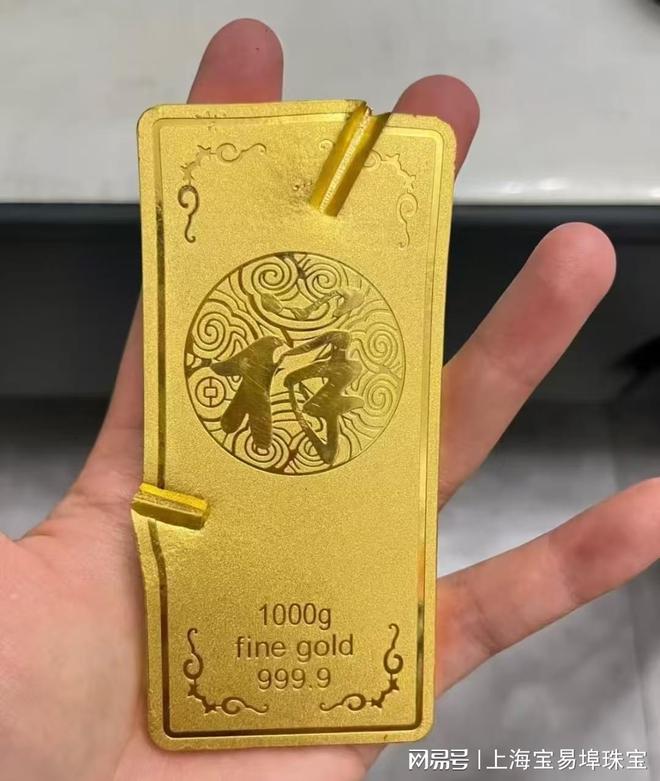 1000g
fine gold
999.9
网易号 | 上海宝易埠珠宝